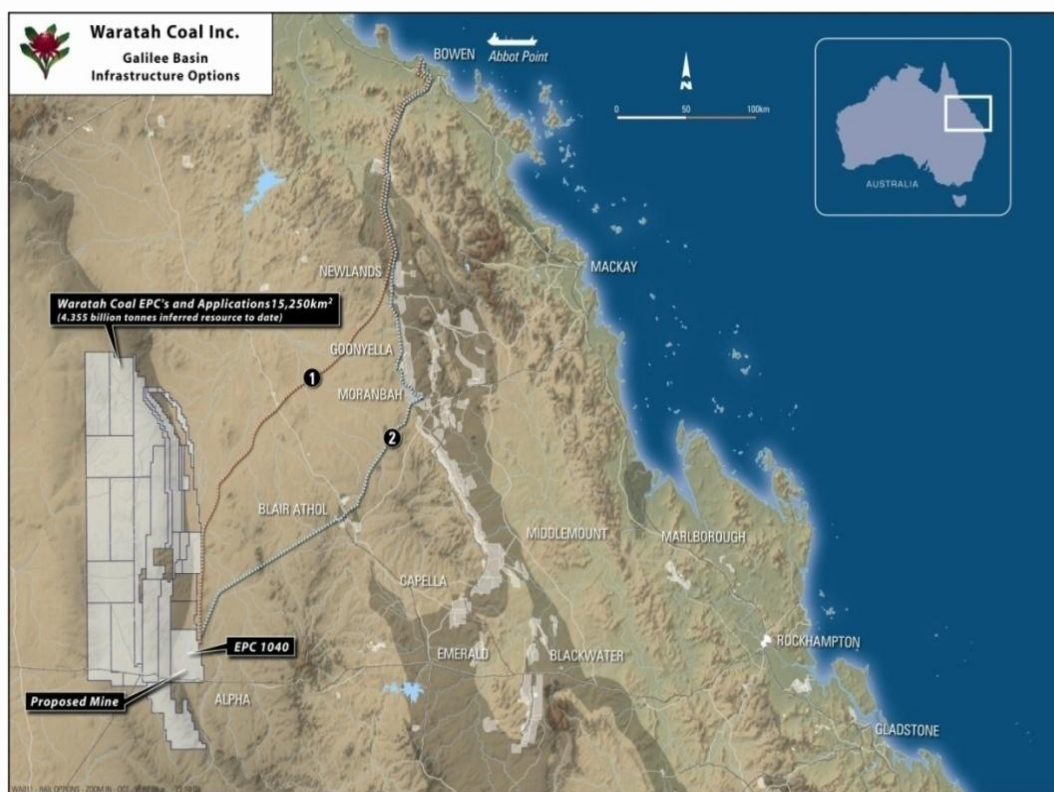 Waratah Coal Inc.
Galilee Basin
Infrastructure Options
BOWEN
Abbot Point
N
0 50 100km
AUSTRALIA
NEWLANDS
MACKAY
Waratah Coal EPC's and Applications15,250km²
(4.355 billion tonnes inferred resource to date)
GOONYELLA
1
MORANBAH
2
BLAIR ATHOL
MIDDLEMOUNT
MARLBOROUGH
CAPELLA
EPC 1040
EMERALD
BLACKWATER
ROCKHAMPTON
Proposed Mine
ALPHA
GLADSTONE